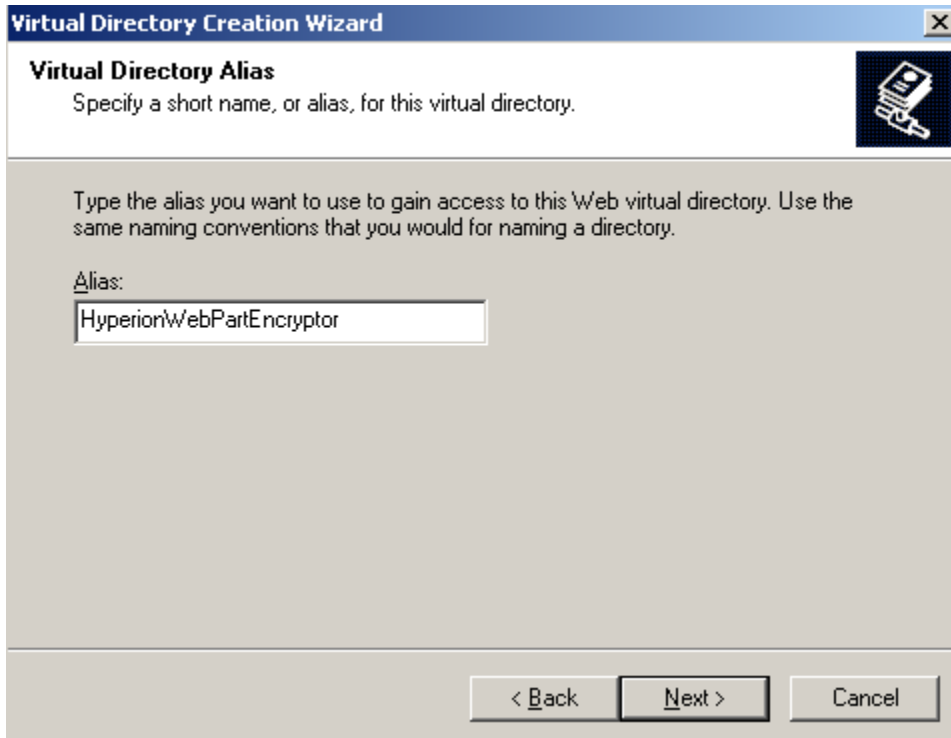 Virtual Directory Creation Wizard
Virtual Directory Alias
Specify a short name, or alias, for this virtual directory.
Type the alias you want to use to gain access to this Web virtual directory. Use the
same naming conventions that you would for naming a directory.
Alias:
HyperionWebPartEncryptor
< Back Next > Cancel